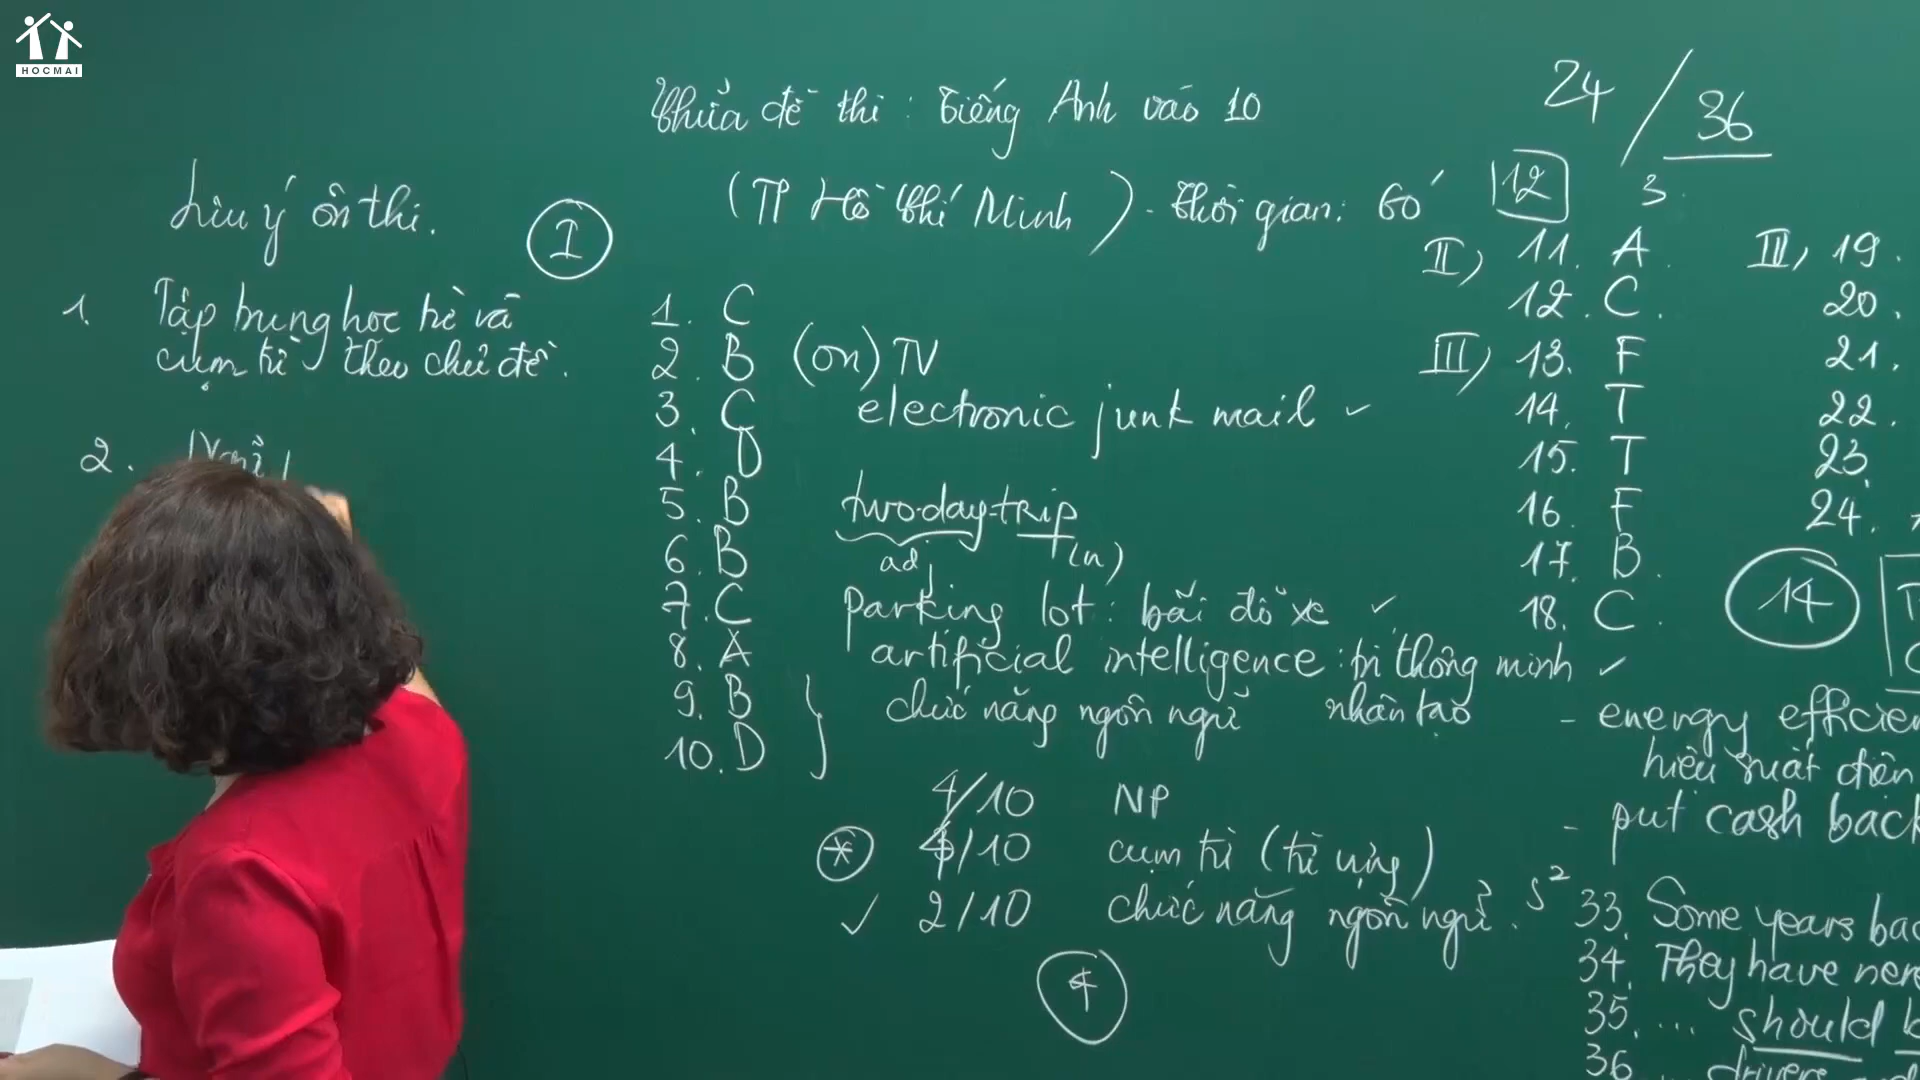 HOCMAI
Chữa đề thi: Tiếng Anh vào 10
(TP Hồ Chí Minh) - Thời gian: 60'
24 / 36
12
3
Lưu ý ôn thi.
1. Tập trung học từ và
cụm từ theo chủ đề.
2.
I
1. C
2. B (on) TV
3. C electronic junk mail ✓
4. D
5. B two-day-trip
adj (n)
6. B
7. C parking lot: bãi đỗ xe ✓
8. A artificial intelligence: trí thông minh ✓
nhân tạo
9. B chức năng ngôn ngữ
10. D
4/10 NP
* 4/10 cụm từ (từ vựng)
✓ 2/10 chức năng ngôn ngữ.
4
II) 11. A.
12. C.
III) 13. F
14. T
15. T
16. F
17. B.
18. C.
III, 19.
20.
21.
22.
23.
24.
14
- energy efficien
hiệu suất điện
- put cash back
S²
33. Some years bac
34. They have neve
35. ... should b
36. ... drivers